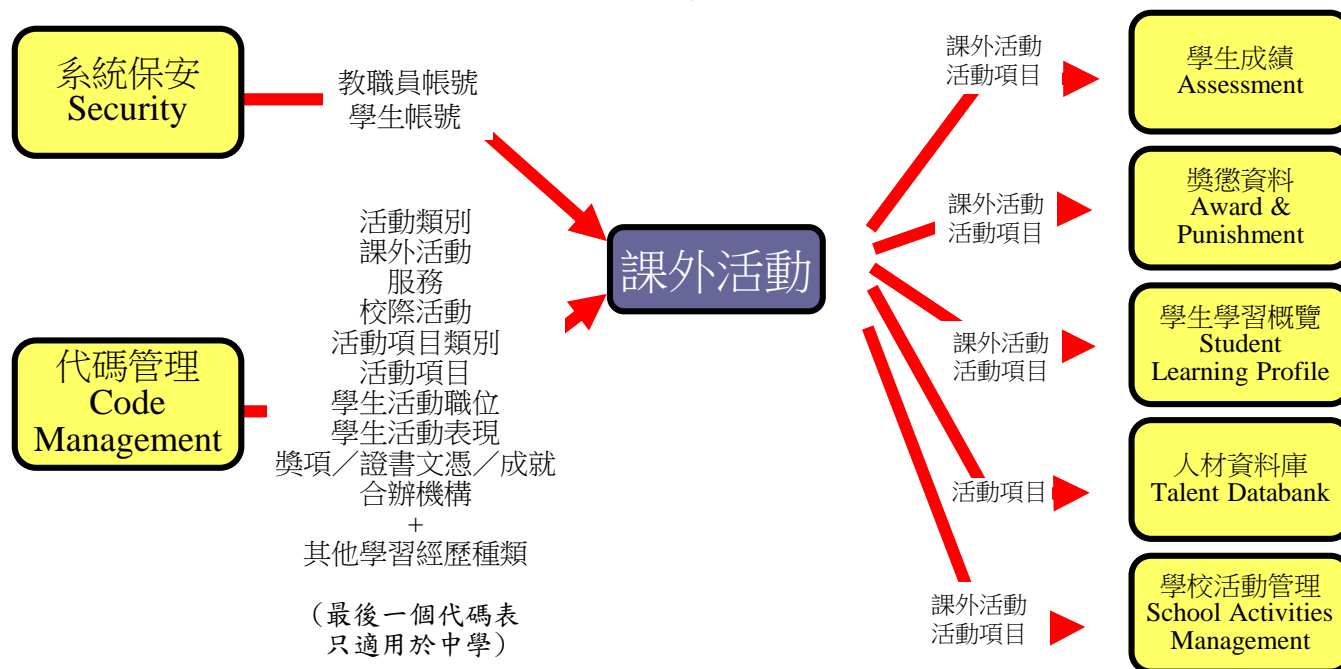 系統保安
Security
教職員帳號
學生帳號
代碼管理
Code
Management
活動類別
課外活動
服務
校際活動
活動項目類別
活動項目
學生活動職位
學生活動表現
獎項／證書文憑／成就
合辦機構
+
其他學習經歷種類
（最後一個代碼表
只適用於中學）
課外活動
課外活動
活動項目
學生成績
Assessment
課外活動
活動項目
獎懲資料
Award &
Punishment
課外活動
活動項目
學生學習概覽
Student
Learning Profile
活動項目
人材資料庫
Talent Databank
課外活動
活動項目
學校活動管理
School Activities
Management